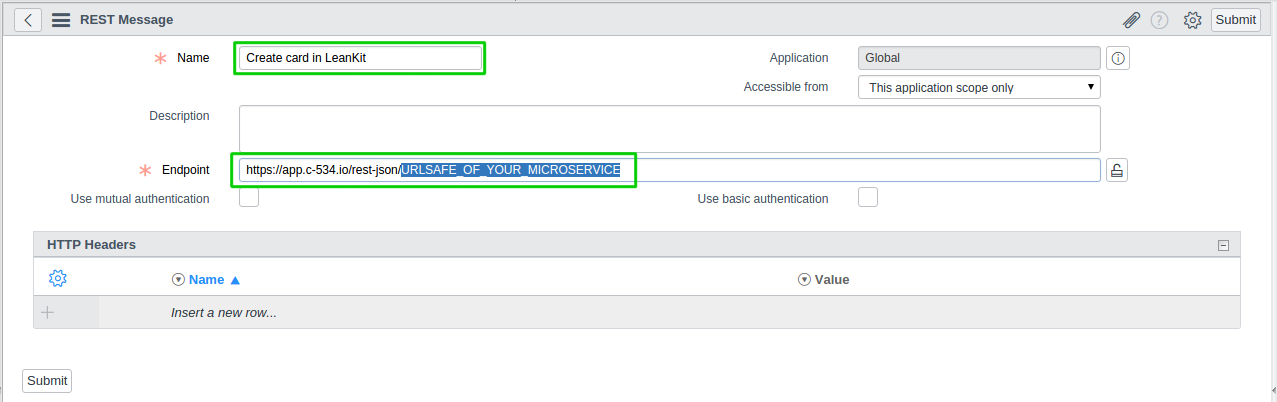 REST Message
Submit
Name
Create card in LeanKit
Application
Global
Accessible from
This application scope only
Description
Endpoint
https://app.c-534.io/rest-json/URLSAFE_OF_YOUR_MICROSERVICE
Use mutual authentication
Use basic authentication
HTTP Headers
Name
Value
Insert a new row...
Submit